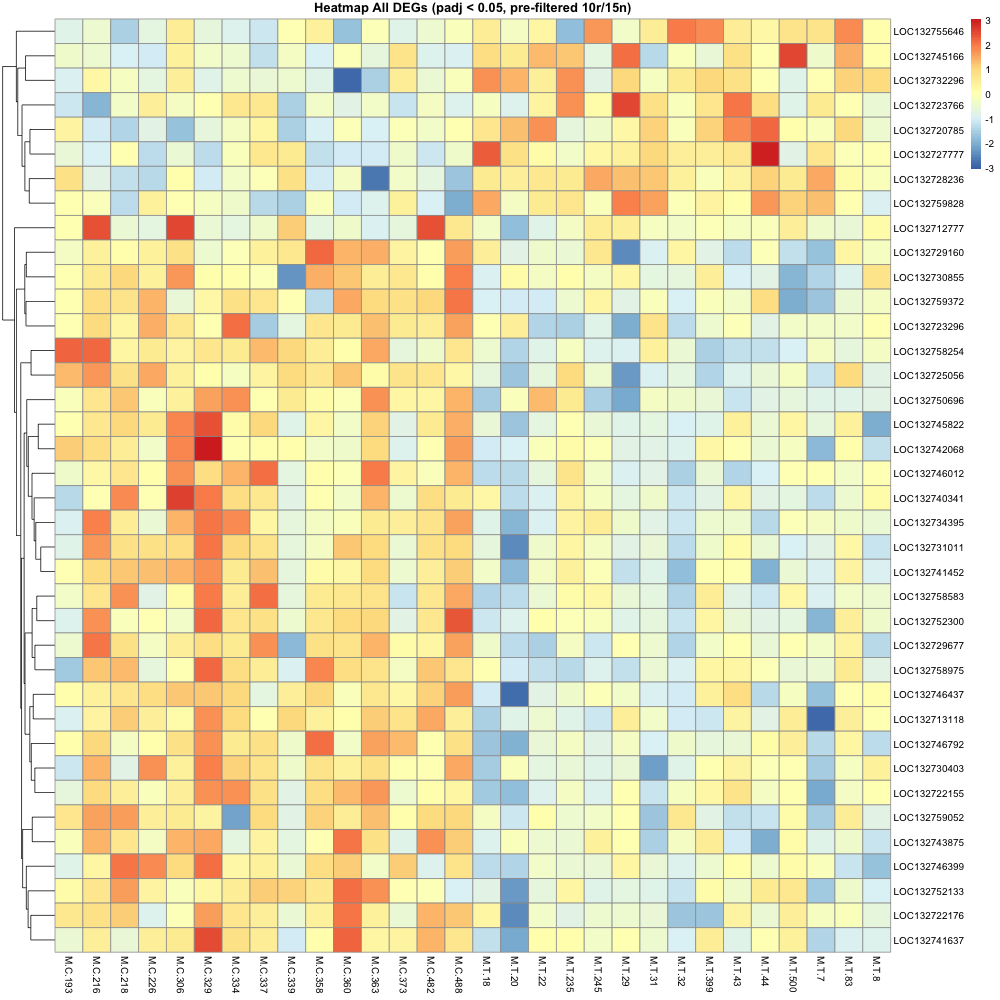 Heatmap All DEGs (padj < 0.05, pre-filtered 10r/15n)
3
2
1
0
-1
-2
-3
LOC132755646
LOC132745166
LOC132732296
LOC132723766
LOC132720785
LOC132727777
LOC132728236
LOC132759828
LOC132712777
LOC132729160
LOC132730855
LOC132759372
LOC132723296
LOC132758254
LOC132725056
LOC132750696
LOC132745822
LOC132742068
LOC132746012
LOC132740341
LOC132734395
LOC132731011
LOC132741452
LOC132758583
LOC132752300
LOC132729677
LOC132758975
LOC132746437
LOC132713118
LOC132746792
LOC132730403
LOC132722155
LOC132759052
LOC132743875
LOC132746399
LOC132752133
LOC132722176
LOC132741637
M.C.193
M.C.216
M.C.218
M.C.226
M.C.306
M.C.329
M.C.334
M.C.337
M.C.339
M.C.358
M.C.360
M.C.363
M.C.373
M.C.482
M.C.488
M.T.18
M.T.20
M.T.22
M.T.235
M.T.245
M.T.29
M.T.31
M.T.32
M.T.399
M.T.43
M.T.44
M.T.500
M.T.7
M.T.83
M.T.8